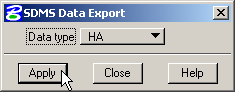 SDMS Data Export
Data type HA
Apply Close Help